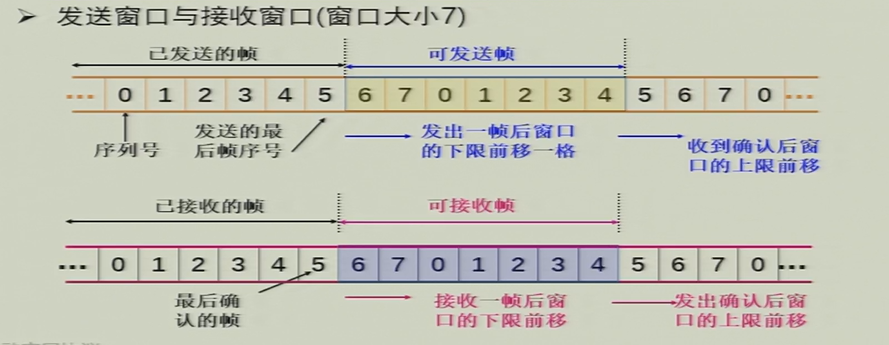 ➢ 发送窗口与接收窗口(窗口大小7)
已发送的帧 可发送帧
... 0 1 2 3 4 5 6 7 0 1 2 3 4 5 6 7 0 ...
序列号
发送的最
后帧序号
发出一帧后窗口
的下限前移一格
收到确认后窗
口的上限前移
已接收的帧 可接收帧
... 0 1 2 3 4 5 6 7 0 1 2 3 4 5 6 7 0 ...
最后确
认的帧
接收一帧后窗
口的下限前移
发出确认后窗
口的上限前移